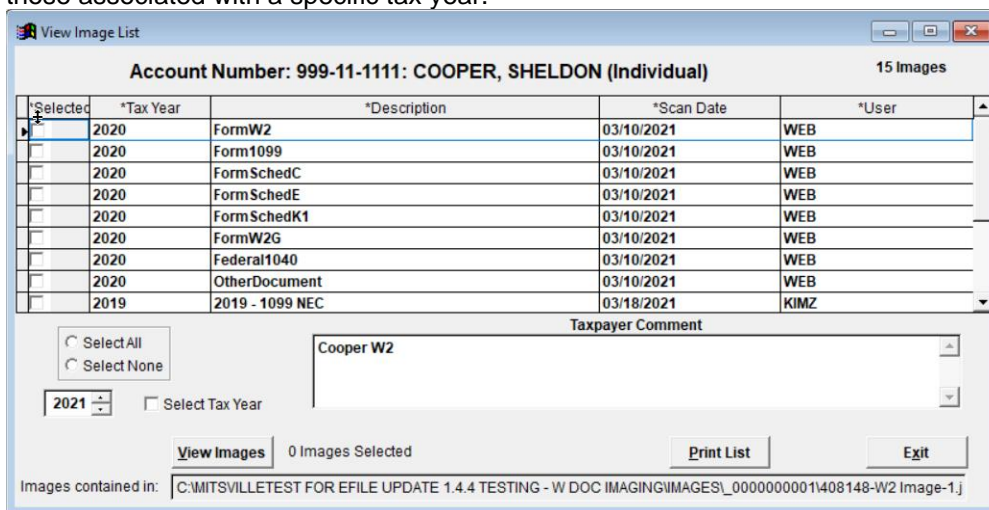 those associated with a specific tax year.
View Image List
Account Number: 999-11-1111: COOPER, SHELDON (Individual) 15 Images
*Selected *Tax Year *Description *Scan Date *User
2020 FormW2 03/10/2021 WEB
2020 Form1099 03/10/2021 WEB
2020 FormSchedC 03/10/2021 WEB
2020 FormSchedE 03/10/2021 WEB
2020 FormSchedK1 03/10/2021 WEB
2020 FormW2G 03/10/2021 WEB
2020 Federal1040 03/10/2021 WEB
2020 OtherDocument 03/10/2021 WEB
2019 2019 - 1099 NEC 03/18/2021 KIMZ
Taxpayer Comment
Select All
Cooper W2
Select None
2021 Select Tax Year
View Images 0 Images Selected Print List Exit
Images contained in: C:\MITSVILLETEST FOR EFILE UPDATE 1.4.4 TESTING - W DOC IMAGING\IMAGES\_0000000001\408148-W2 Image-1.j